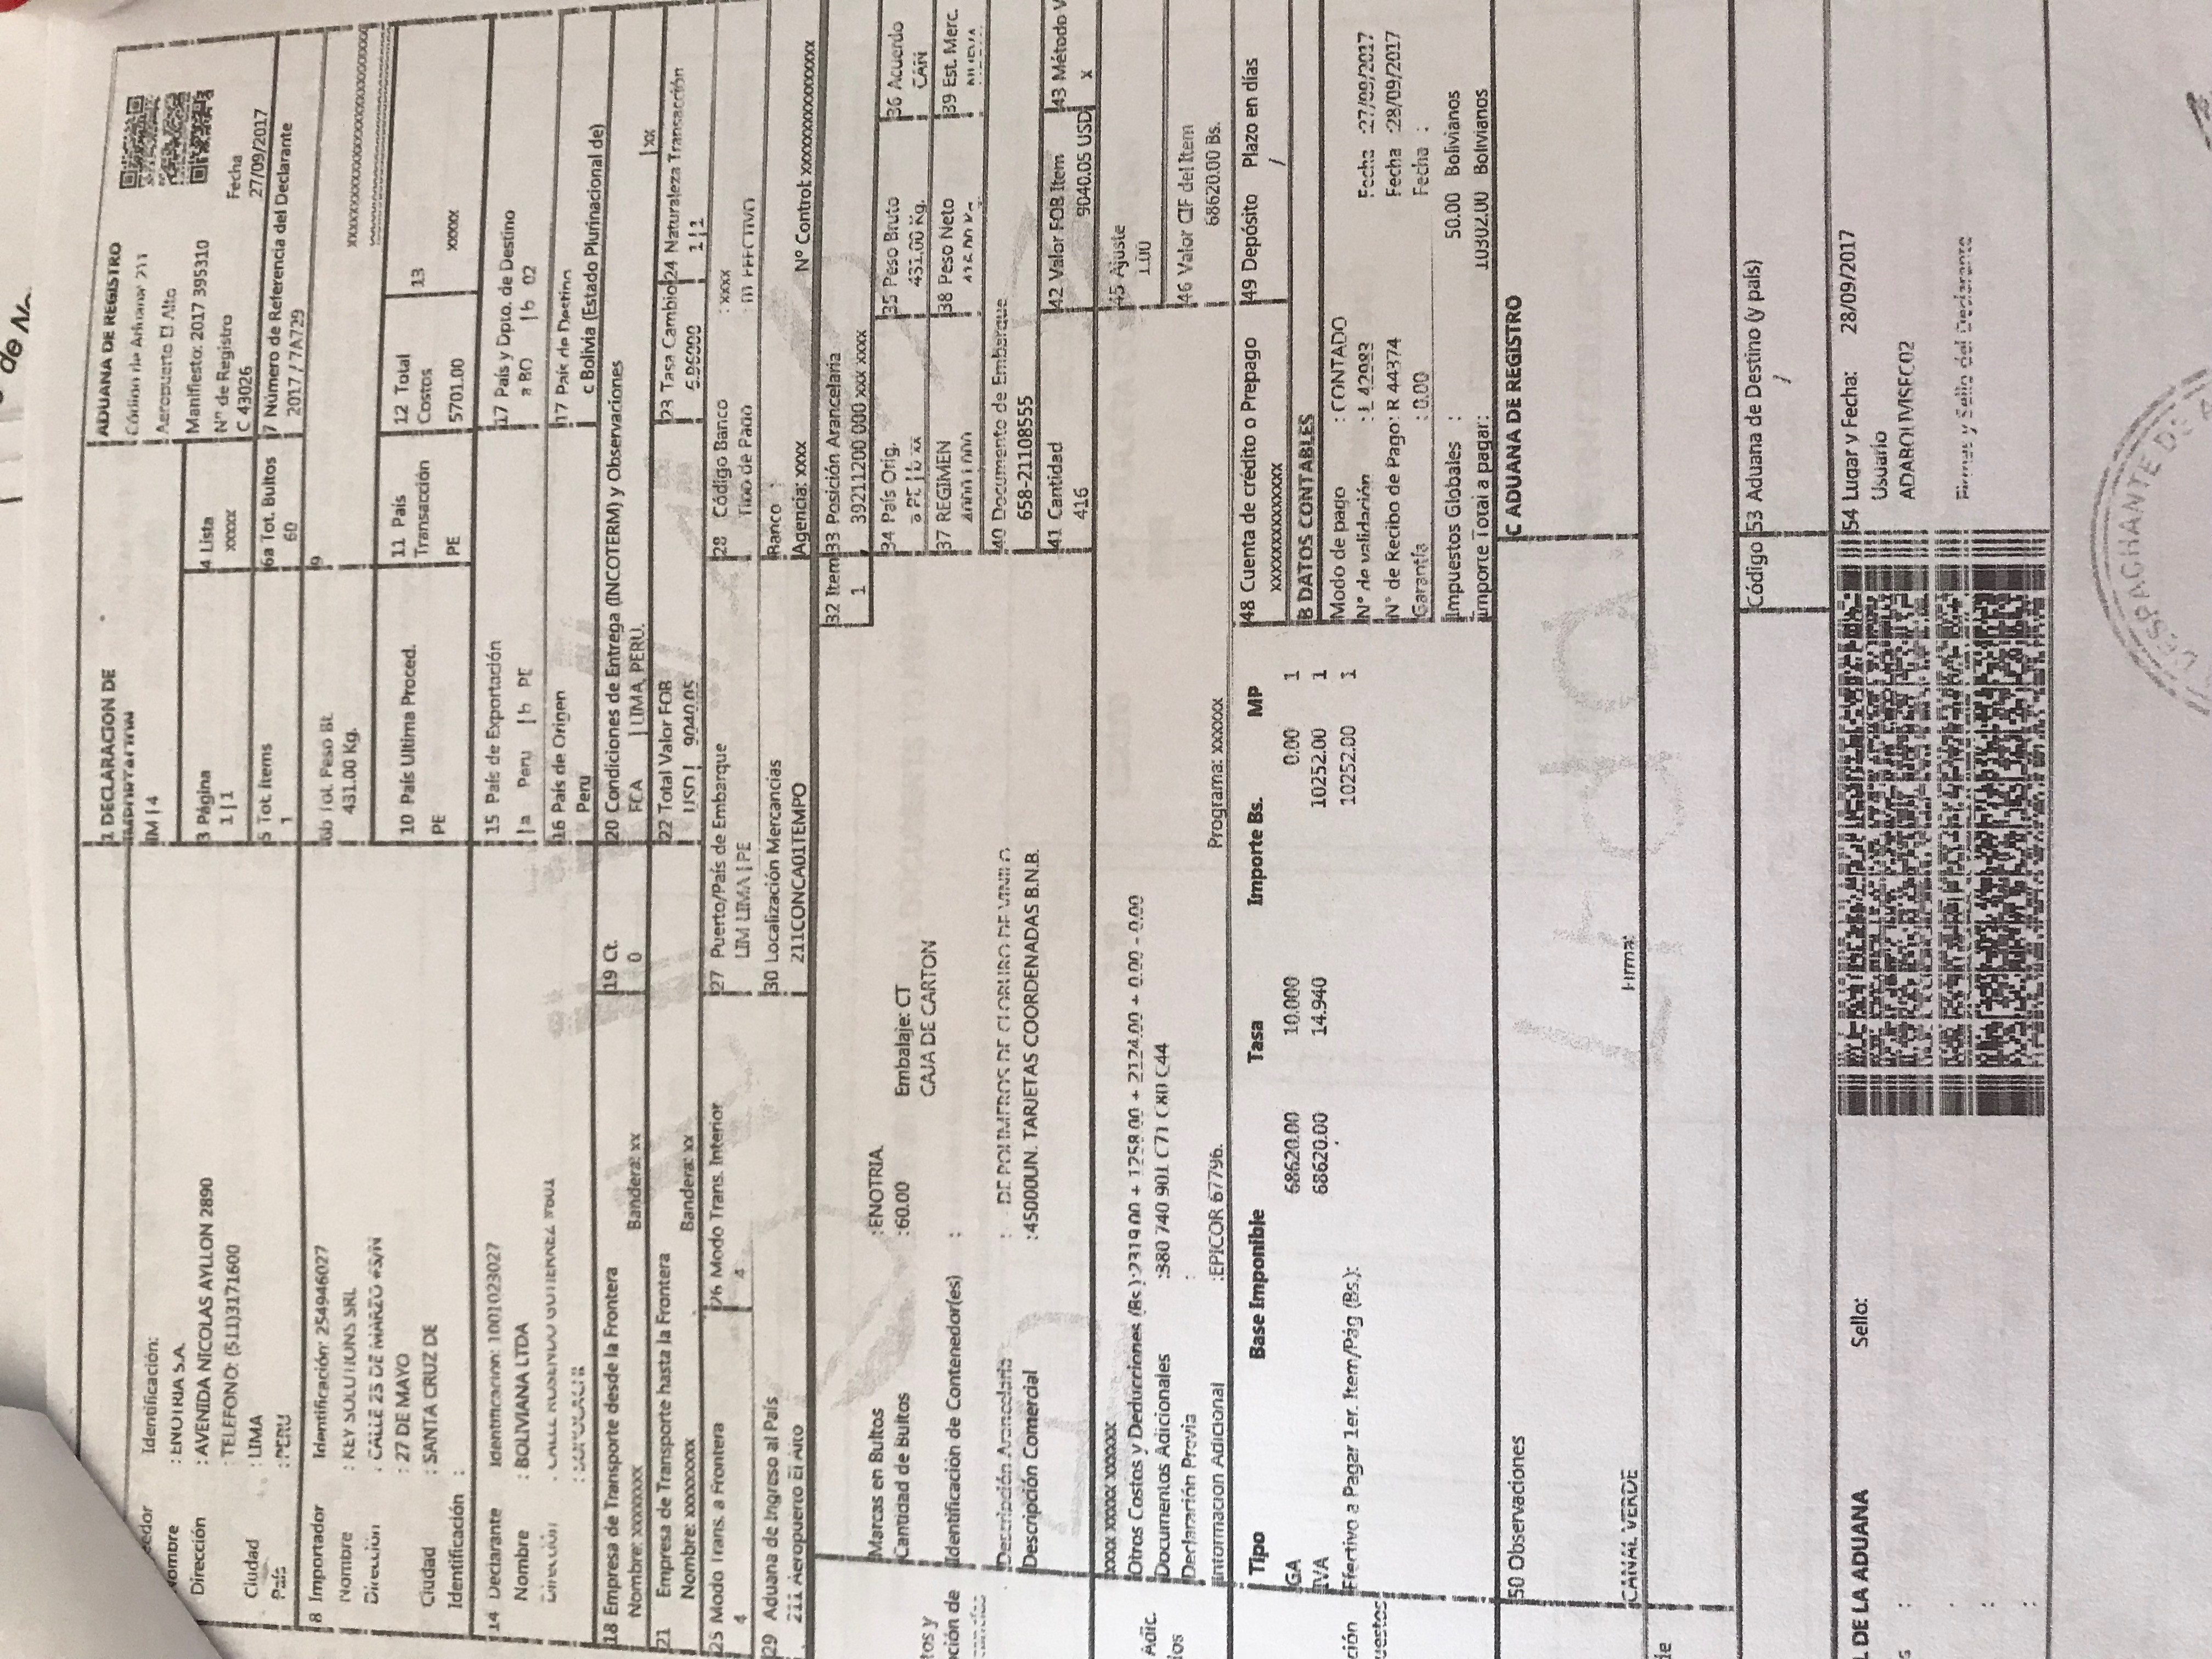 de No
1 DECLARACION DE
IMPORTACION
IM | 4
ADUANA DE REGISTRO
Código de Aduana: 211
Aeropuerto El Alto
Manifiesto: 2017 395310
Nº de Registro
C 43026
Fecha
27/09/2017
eedor Identificación:
Nombre : ENOTRIA S.A.
Dirección : AVENIDA NICOLAS AYLLON 2890
: TELEFONO: (511)3171600
Ciudad : LIMA
País : PERU
3 Página
1|1
4 Lista
xxxxx
5 Tot. Items
1
6a Tot. Bultos
60
7 Número de Referencia del Declarante
2017 / 7A729
8 Importador Identificación: 254946027
Nombre : KEY SOLUTIONS SRL
Dirección : CALLE 25 DE MARZO #S/N
: 27 DE MAYO
Ciudad : SANTA CRUZ DE
Identificación :
6b Tot. Peso Bt.
431.00 Kg.
9
10 País Ultima Proced.
PE
11 País
Transacción
PE
12 Total
Costos
5701.00
13
xxxxx
14 Declarante Identificación: 1001023027
Nombre : BOLIVIANA LTDA
Dirección : CALLE ROSENDO GUTIERREZ #601
: SOPOCACHI
15 País de Exportación
|a Peru |b PE
17 País y Dpto. de Destino
a BO |b 02
16 País de Origen
Peru
17 País de Destino
c Bolivia (Estado Plurinacional de)
18 Empresa de Transporte desde la Frontera
Nombre: xxxxxxxx Bandera: xx
19 Ct.
0
20 Condiciones de Entrega (INCOTERM) y Observaciones
FCA | LIMA, PERU. | xx
21 Empresa de Transporte hasta la Frontera
Nombre: xxxxxxxxx Bandera: xx
22 Total Valor FOB
USD | 9040.05
23 Tasa Cambio
6.96000
24 Naturaleza Transacción
1|1
25 Modo Trans. a Frontera
4
26 Modo Trans. Interior
4
27 Puerto/País de Embarque
LIM LIMA | PE
28 Código Banco : xxxx
Tipo de Pago : 01 EFECTIVO
29 Aduana de Ingreso al País
211 Aeropuerto El Alto
30 Localización Mercancias
211CONCA01TEMPO
Banco :
Agencia: xxxx Nº Control: xxxxxxxxxxxxxxxx
32 Item
1
33 Posición Arancelaria
39211200 000 xxx xxxx
Marcas en Bultos :ENOTRIA.
Cantidad de Bultos :60.00 Embalaje: CT
CAJA DE CARTON
34 País Orig.
a PE | b xx
35 Peso Bruto
431.00 Kg.
36 Acuerdo
CAN
tos y
ción de Identificación de Contenedor(es) :
37 REGIMEN
4000 | 000
38 Peso Neto
416.00 Kg.
39 Est. Merc.
NUEVA
Descripción Arancelaria : DE POLIMEROS DE CLORURO DE VINILO
Descripción Comercial :45000UN. TARJETAS COORDENADAS B.N.B.
40 Documento de Embarque
658-21108555
41 Cantidad
416
42 Valor FOB Item
9040.05 USD
43 Método V
x
xxxx xxxxx xxxxxx
Otros Costos y Deducciones (Bs.):2319.00 + 1258.00 + 2124.00 + 0.00 - 0.00
Adic. Documentos Adicionales :380 740 901 C71 C80 C44
dos Declaración Previa :
Información Adicional :EPICOR 67796. Programa: xxxxxx
45 Ajuste
1.00
46 Valor CIF del Item
68620.00 Bs.
Tipo Base Imponible Tasa Importe Bs. MP
GA 68620.00 10.000 0.00 1
IVA 68620.00 14.940 10252.00 1
ción Efectivo a Pagar 1er. Item/Pág (Bs.): 10252.00 1
uestos
48 Cuenta de crédito o Prepago
xxxxxxxxxxxxxx
49 Depósito Plazo en días
/
B DATOS CONTABLES
Modo de pago : CONTADO
N° de validación : L 42983 Fecha :27/09/2017
N° de Recibo de Pago: R 44374 Fecha :28/09/2017
Garantía : 0.00 Fecha :
Impuestos Globales : 50.00 Bolivianos
Importe Total a pagar: 10302.00 Bolivianos
50 Observaciones
CANAL VERDE Firma:
C ADUANA DE REGISTRO
de
Código
53 Aduana de Destino (y país)
/
L DE LA ADUANA Sello:
s :
:
:
:
54 Lugar y Fecha: 28/09/2017
Usuario
ADABOLIVISEC02
Firmas y Sello del Declarante
DESPACHANTE DE